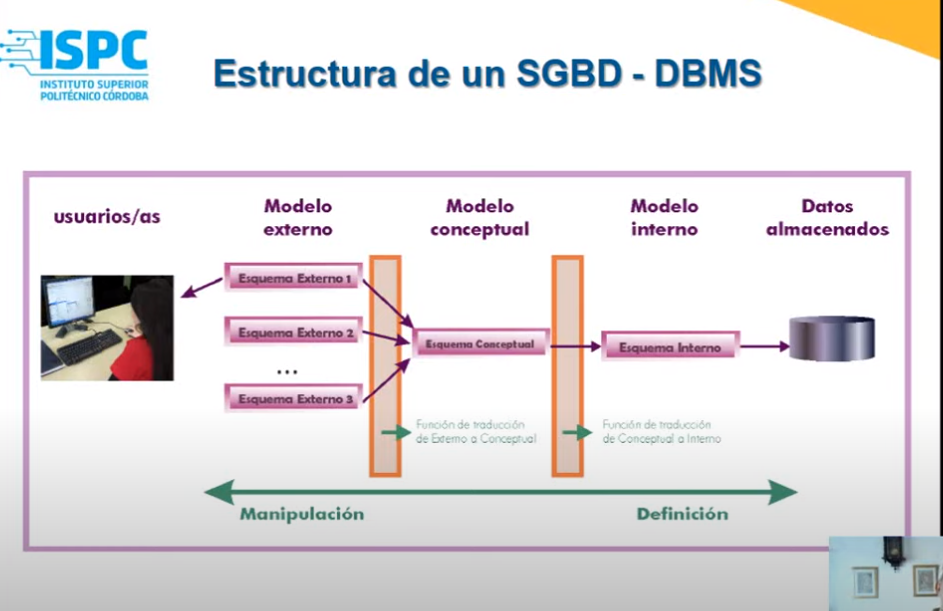 ISPC
INSTITUTO SUPERIOR
POLITÉCNICO CÓRDOBA
Estructura de un SGBD - DBMS
usuarios/as
Modelo
externo
Modelo
conceptual
Modelo
interno
Datos
almacenados
Esquema Externo 1
Esquema Externo 2
...
Esquema Externo 3
Esquema Conceptual
Esquema Interno
Función de traducción
de Externo a Conceptual
Función de traducción
de Conceptual a Interno
Manipulación
Definición